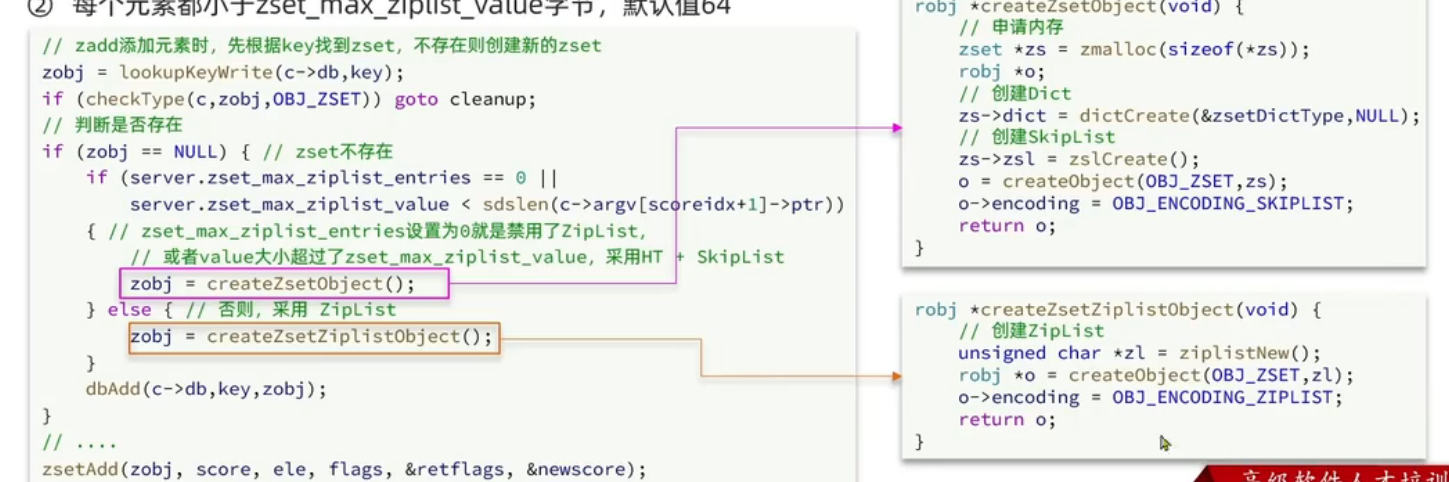 ② 每个元素都小于zset_max_ziplist_value字节，默认值64
// zadd添加元素时，先根据key找到zset，不存在则创建新的zset
zobj = lookupKeyWrite(c->db,key);
if (checkType(c,zobj,OBJ_ZSET)) goto cleanup;
// 判断是否存在
if (zobj == NULL) { // zset不存在
    if (server.zset_max_ziplist_entries == 0 ||
        server.zset_max_ziplist_value < sdslen(c->argv[scoreidx+1]->ptr))
    { // zset_max_ziplist_entries设置为0就是禁用了ZipList，
        // 或者value大小超过了zset_max_ziplist_value，采用HT + SkipList
        zobj = createZsetObject();
    } else { // 否则，采用 ZipList
        zobj = createZsetZiplistObject();
    }
    dbAdd(c->db,key,zobj);
}
// ....
zsetAdd(zobj, score, ele, flags, &retflags, &newscore);
robj *createZsetObject(void) {
    // 申请内存
    zset *zs = zmalloc(sizeof(*zs));
    robj *o;
    // 创建Dict
    zs->dict = dictCreate(&zsetDictType,NULL);
    // 创建SkipList
    zs->zsl = zslCreate();
    o = createObject(OBJ_ZSET,zs);
    o->encoding = OBJ_ENCODING_SKIPLIST;
    return o;
}
robj *createZsetZiplistObject(void) {
    // 创建ZipList
    unsigned char *zl = ziplistNew();
    robj *o = createObject(OBJ_ZSET,zl);
    o->encoding = OBJ_ENCODING_ZIPLIST;
    return o;
}
高级软件人才培训